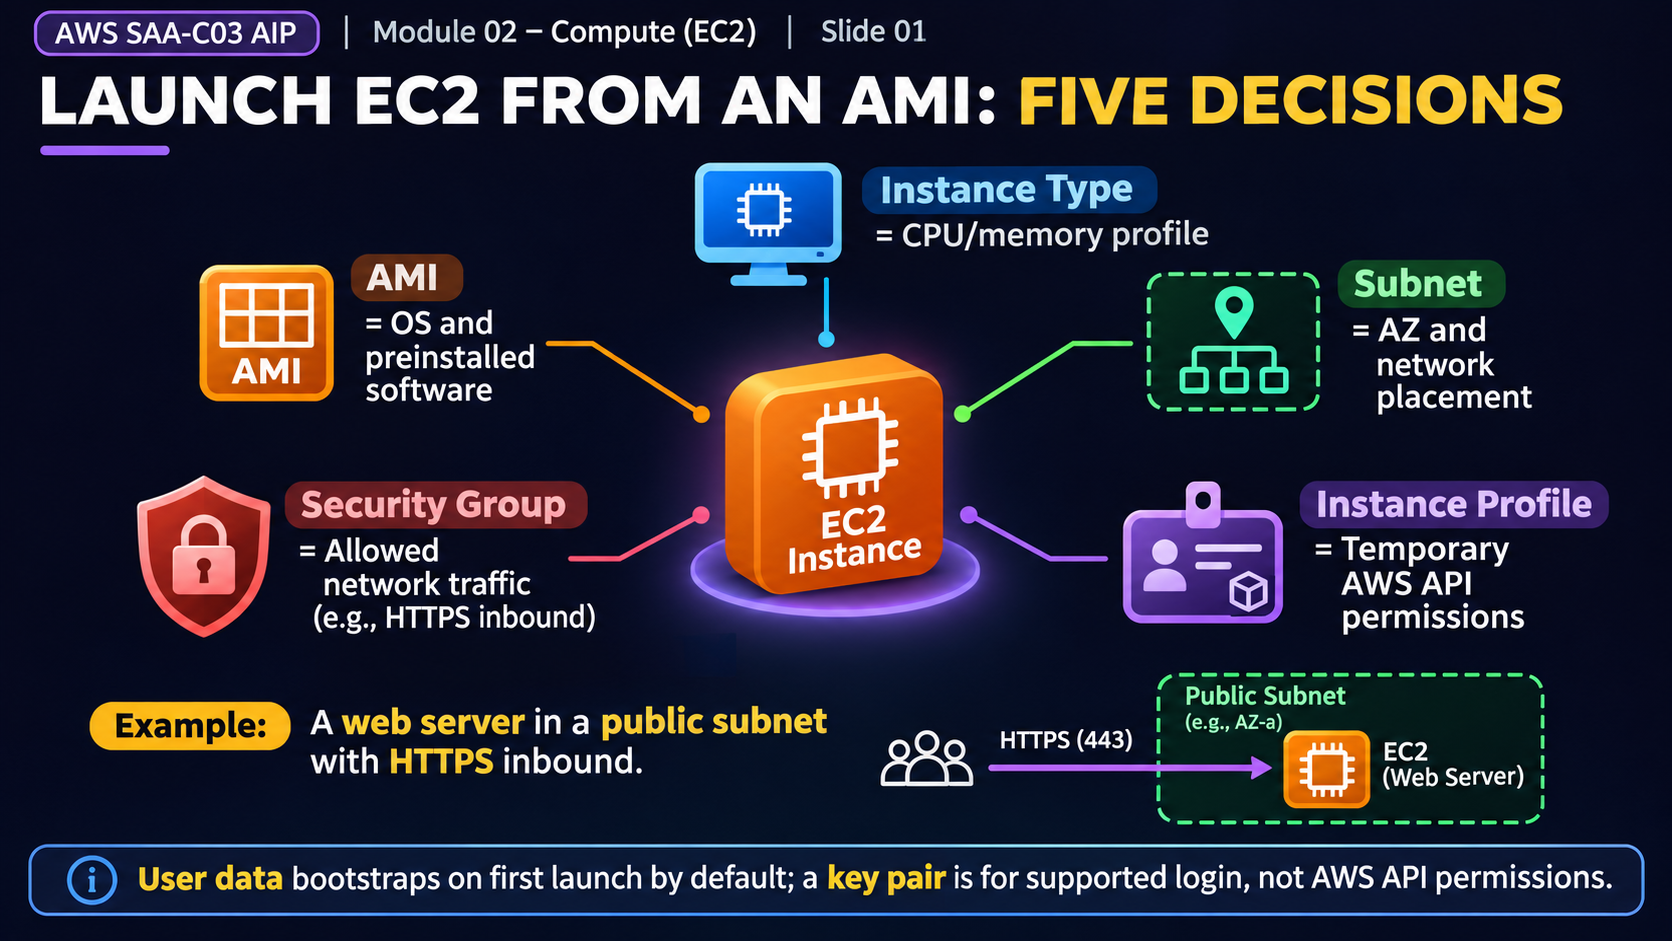 AWS SAA-C03 AIP | Module 02 – Compute (EC2) | Slide 01
LAUNCH EC2 FROM AN AMI: FIVE DECISIONS
Instance Type
= CPU/memory profile
AMI
AMI
= OS and
preinstalled
software
Subnet
= AZ and
network
placement
EC2
Instance
Security Group
= Allowed
network traffic
(e.g., HTTPS inbound)
Instance Profile
= Temporary
AWS API
permissions
Example:
A web server in a public subnet
with HTTPS inbound.
HTTPS (443)
Public Subnet
(e.g., AZ-a)
EC2
(Web Server)
i
User data bootstraps on first launch by default; a key pair is for supported login, not AWS API permissions.